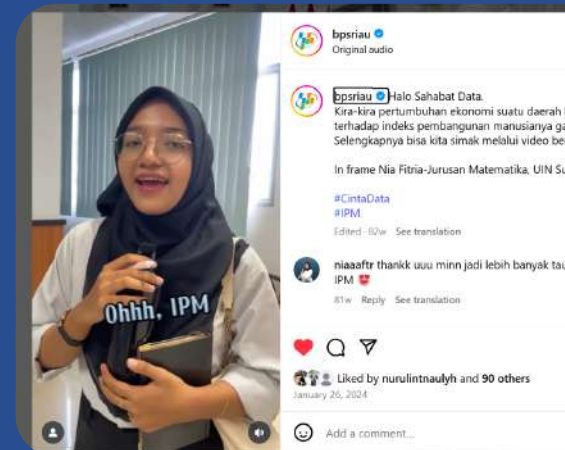 Ohhh, IPM
bpsriau
Original audio
bpsriau Halo Sahabat Data.
Kira-kira pertumbuhan ekonomi suatu daerah
terhadap indeks pembangunan manusianya
Selengkapnya bisa kita simak melalui video
In frame Nia Fitria-Jurusan Matematika, UIN
#CintaData
#IPM
Edited · 92w See translation
niaaaftr thankk uuu minn jadi lebih banyak
IPM 😍
81w Reply See translation
Liked by nurulintnaulyh and 90 others
January 26, 2024
Add a comment...